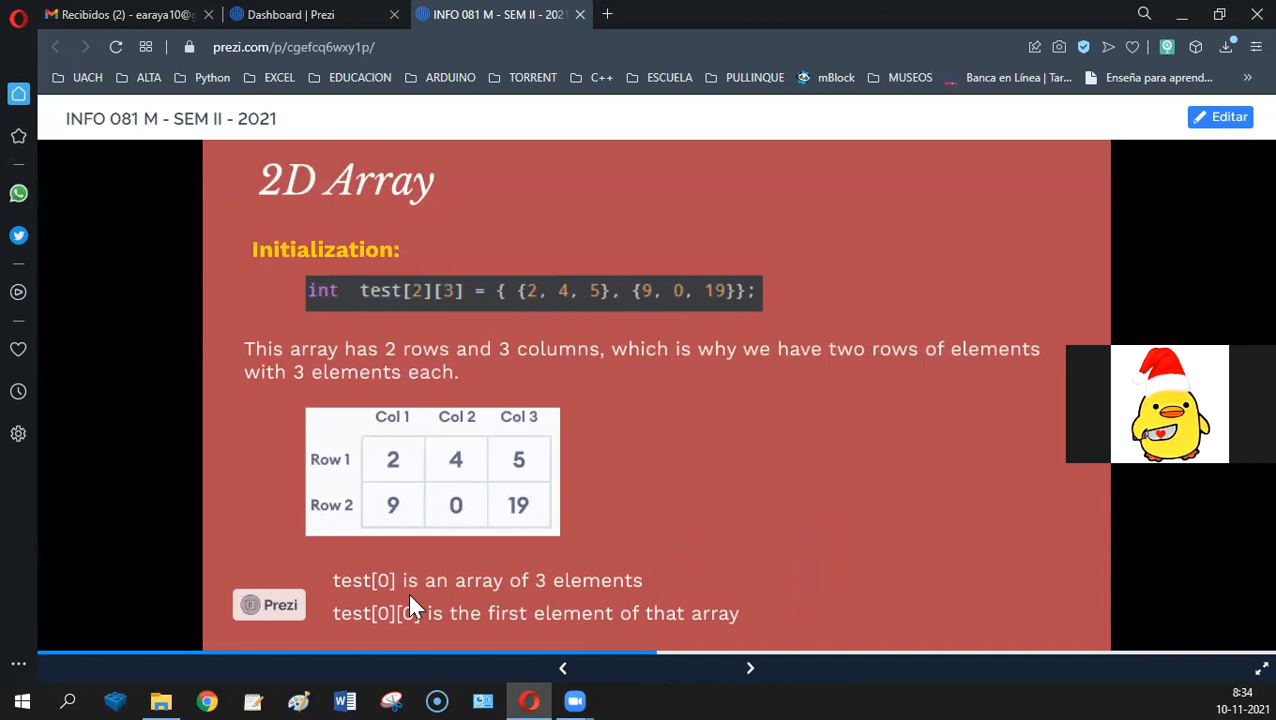 Recibidos (2) - earaya10@g
Dashboard | Prezi
INFO 081 M - SEM II - 2021
prezi.com/p/cgefcq6wxy1p/
UACH ALTA Python EXCEL EDUCACION ARDUINO TORRENT C++ ESCUELA PULLINQUE mBlock MUSEOS Banca en Línea | Tar... Enseña para aprend... »
INFO 081 M - SEM II - 2021
Editar
2D Array
Initialization:
int test[2][3] = { {2, 4, 5}, {9, 0, 19}};
This array has 2 rows and 3 columns, which is why we have two rows of elements
with 3 elements each.
Col 1 Col 2 Col 3
Row 1 2 4 5
Row 2 9 0 19
test[0] is an array of 3 elements
Prezi
test[0][0] is the first element of that array
8:34
10-11-2021